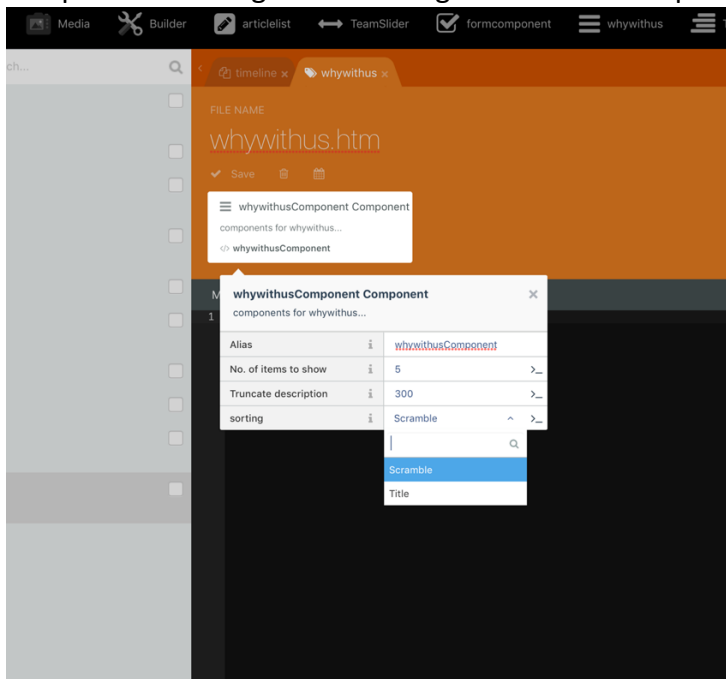 Media Builder articlelist TeamSlider formcomponent whywithus
ch...
timeline × whywithus ×
FILE NAME
whywithus.htm
Save
whywithusComponent Component
components for whywithus...
whywithusComponent
M
whywithusComponent Component ×
components for whywithus...
1
Alias i whywithusComponent
No. of items to show i 5 >_
Truncate description i 300 >_
sorting i Scramble >_
Scramble
Title